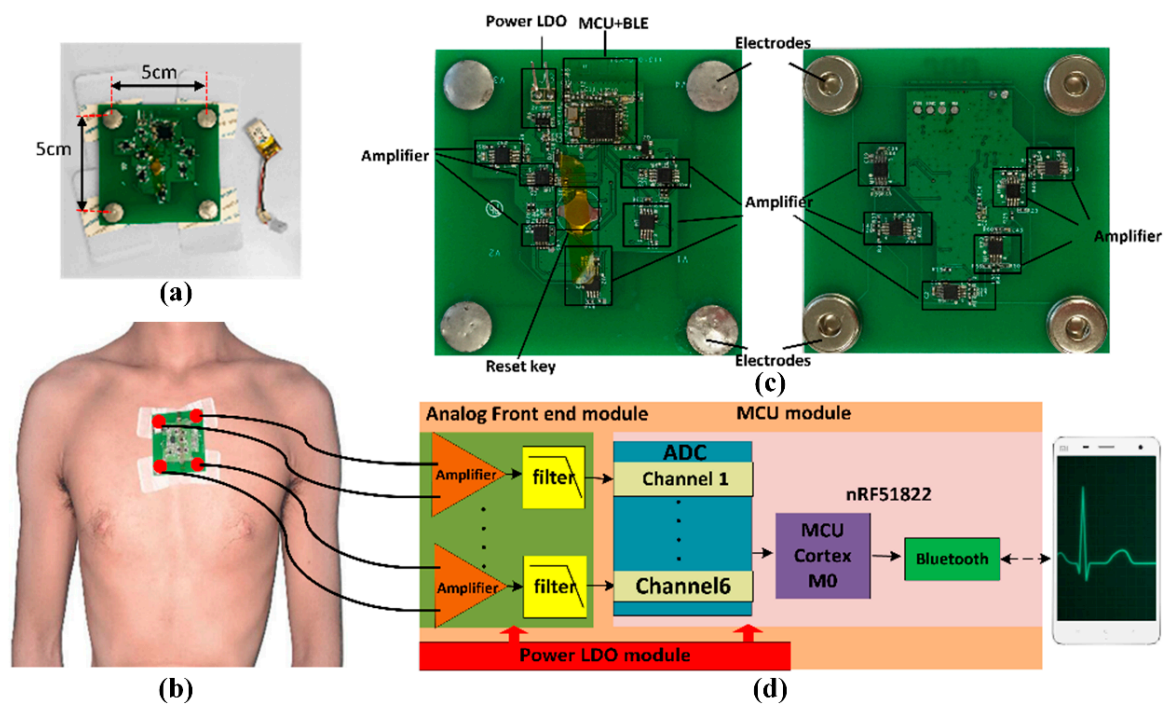 5cm
5cm
(a)
(b)
Power LDO
MCU+BLE
Electrodes
Amplifier
Amplifier
Amplifier
Reset key
Electrodes
(c)
Analog Front end module
MCU module
ADC
Amplifier
filter
Channel 1
nRF51822
MCU
Cortex
M0
Bluetooth
Amplifier
filter
Channel6
Power LDO module
(d)